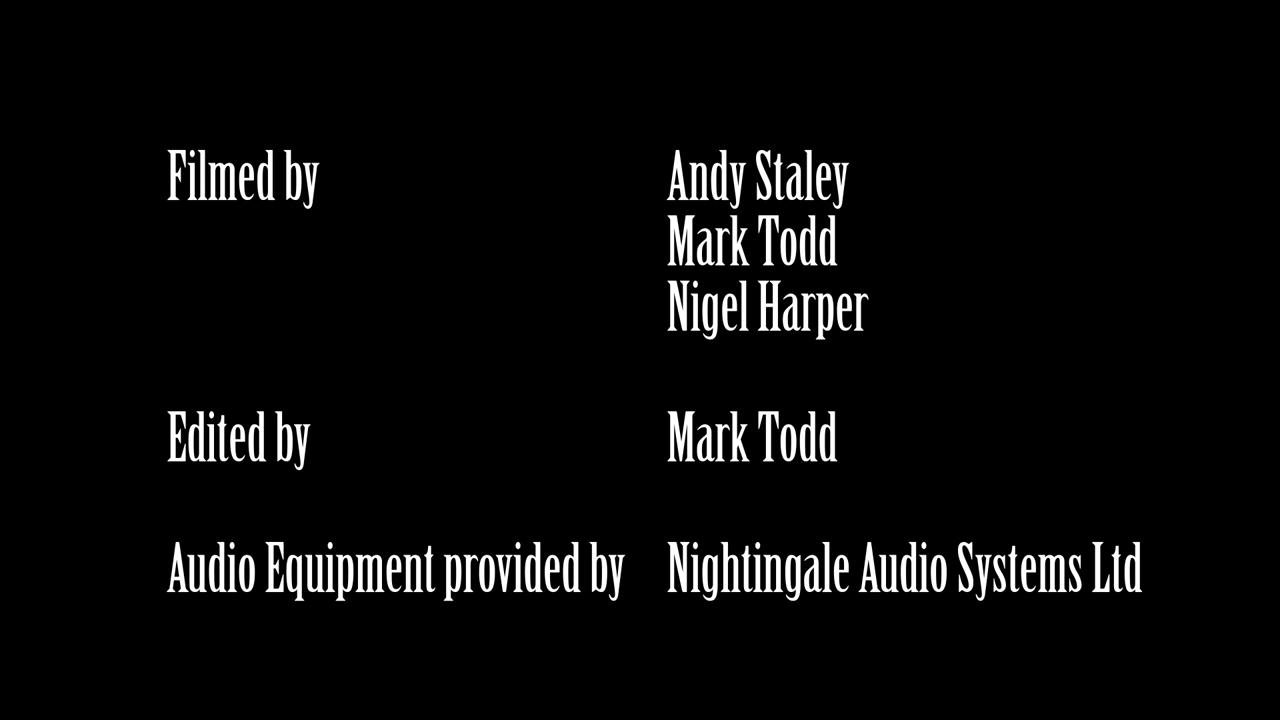 Filmed by Andy Staley
Mark Todd
Nigel Harper
Edited by Mark Todd
Audio Equipment provided by Nightingale Audio Systems Ltd